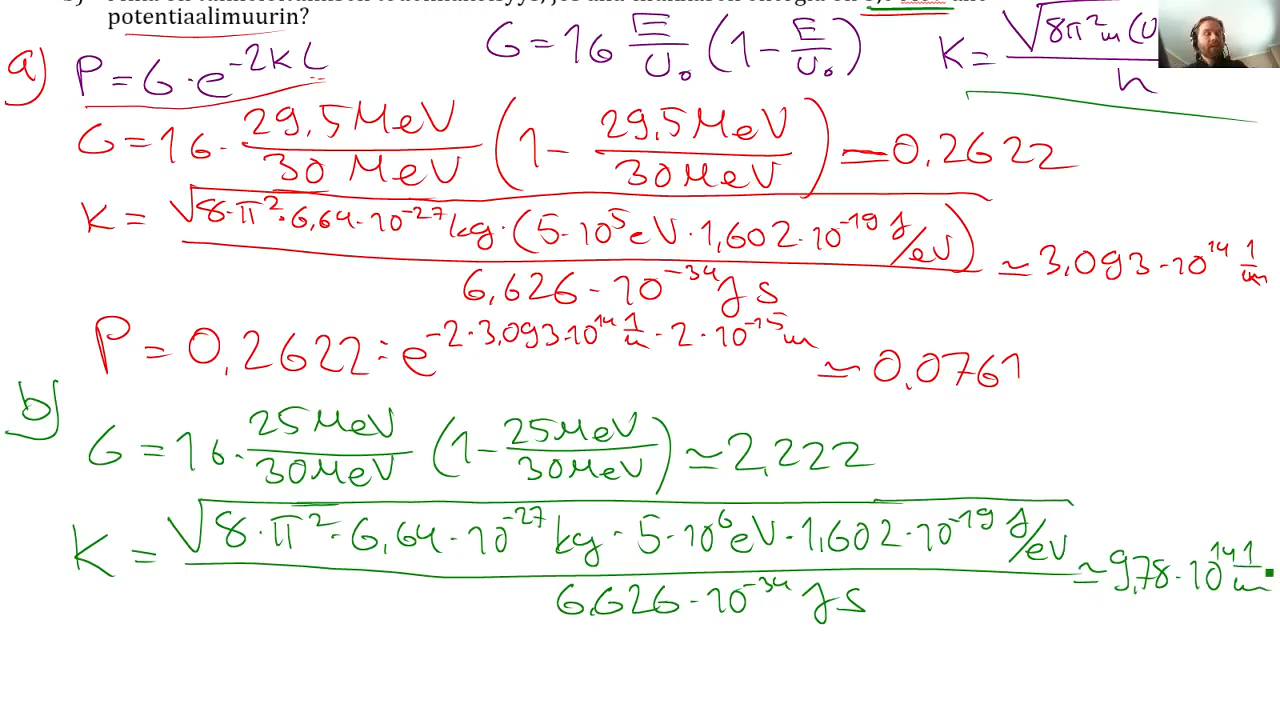 potentiaalimuurin?
G = 16 E/U₀ (1 − E/U₀)
K = √8π²m(U
h
a)
P = G · e^(−2KL)
G = 16 · 29,5 MeV / 30 MeV (1 − 29,5 MeV / 30 MeV) = 0,2622
K = √8·π²·6,64·10⁻²⁷ kg·(5·10⁵ eV·1,602·10⁻¹⁹ J/eV) / 6,626·10⁻³⁴ Js ≃ 3,093·10¹⁴ 1/m
P = 0,2622 · e^(−2·3,093·10¹⁴ 1/m · 2·10⁻¹⁵ m) ≃ 0,0761
b)
G = 16 · 25 MeV / 30 MeV (1 − 25 MeV / 30 MeV) ≃ 2,222
K = √8·π²·6,64·10⁻²⁷ kg·5·10⁶ eV·1,602·10⁻¹⁹ J/eV / 6,626·10⁻³⁴ Js ≃ 9,78·10¹⁴ 1/m